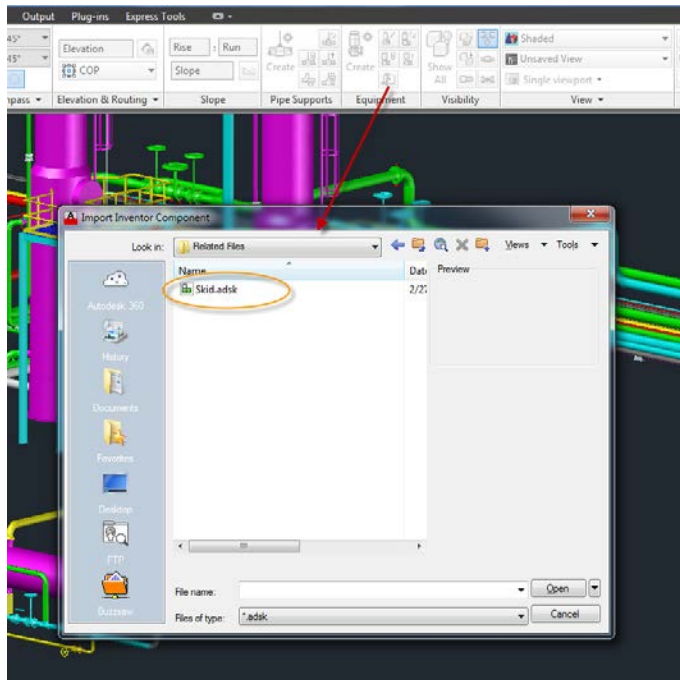 Output Plug-ins Express Tools
45°
45°
Elevation
COP
Rise : Run
Slope
Create
Create
Show
All
Shaded
Unsaved View
Single viewport
mpass Elevation & Routing Slope Pipe Supports Equipment Visibility View
Import Inventor Component
Look in: Related Files Views Tools
Name Date
Preview
Skid.adsk 2/27
Autodesk 360
History
Documents
Favorites
Desktop
FTP
Buzzsaw
File name: Open
Files of type: *.adsk Cancel